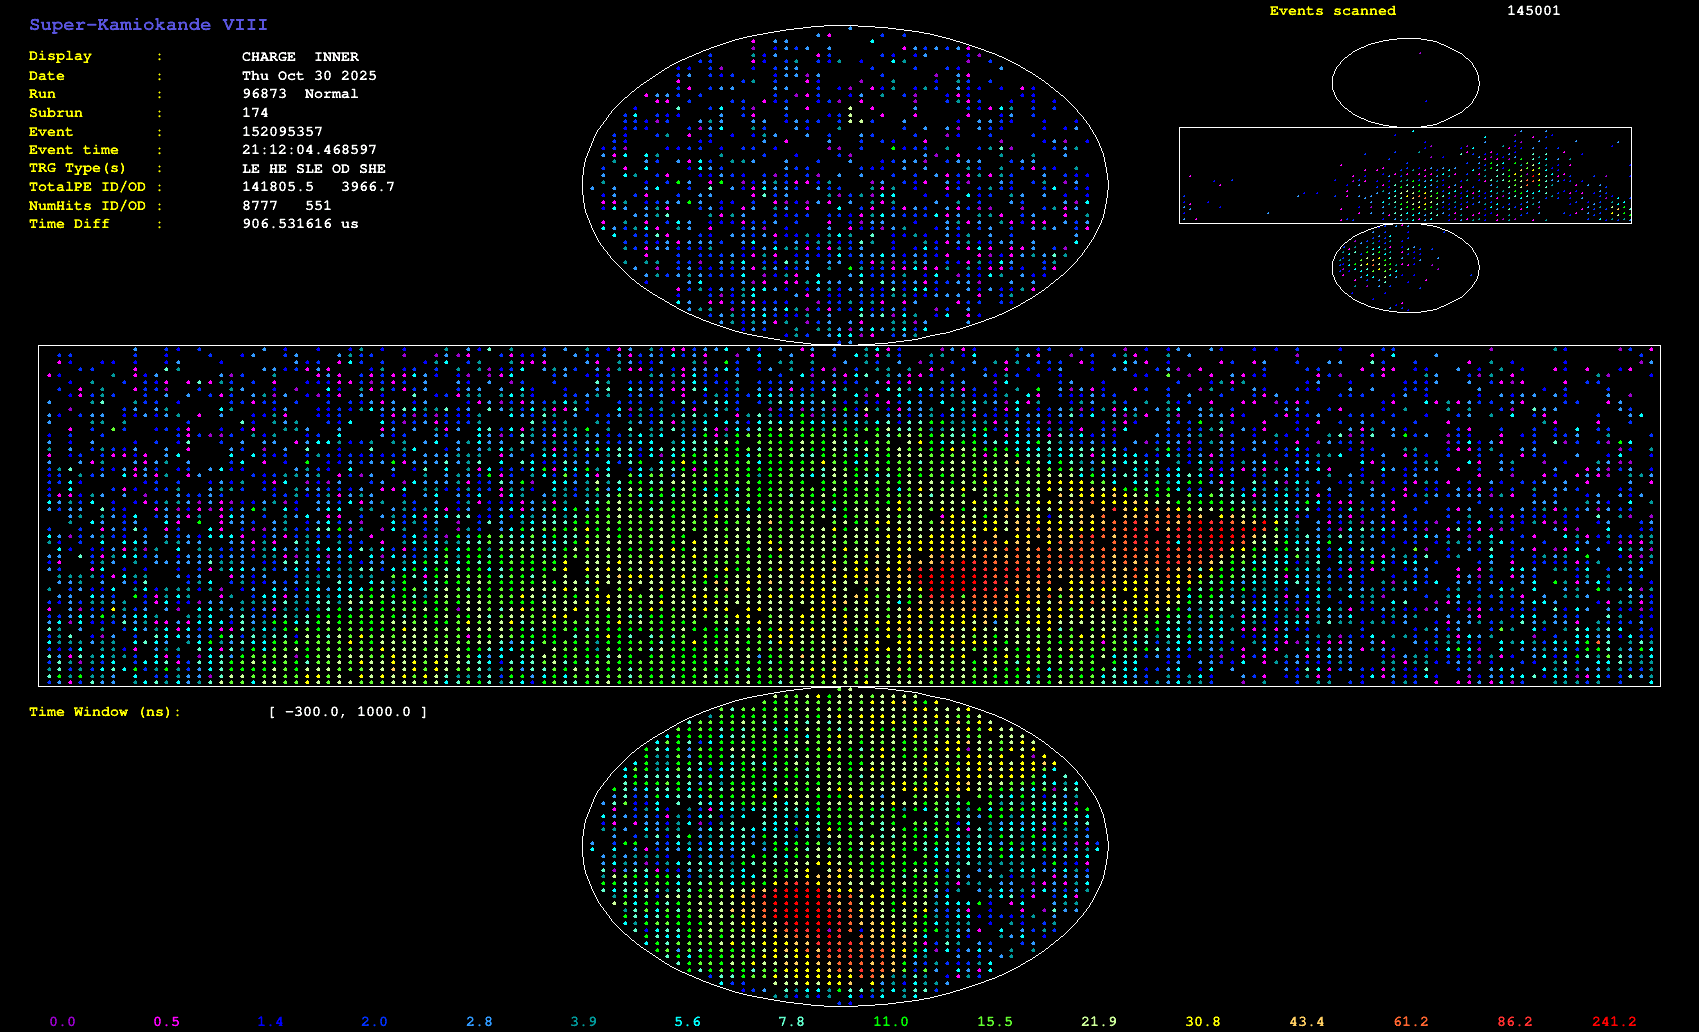 Super-Kamiokande VIII
Events scanned 145001
Display : CHARGE INNER
Date : Thu Oct 30 2025
Run : 96873 Normal
Subrun : 174
Event : 152095357
Event time : 21:12:04.468597
TRG Type(s) : LE HE SLE OD SHE
TotalPE ID/OD : 141805.5 3966.7
NumHits ID/OD : 8777 551
Time Diff : 906.531616 us
Time Window (ns): [ -300.0, 1000.0 ]
0.0 0.5 1.4 2.0 2.8 3.9 5.6 7.8 11.0 15.5 21.9 30.8 43.4 61.2 86.2 241.2